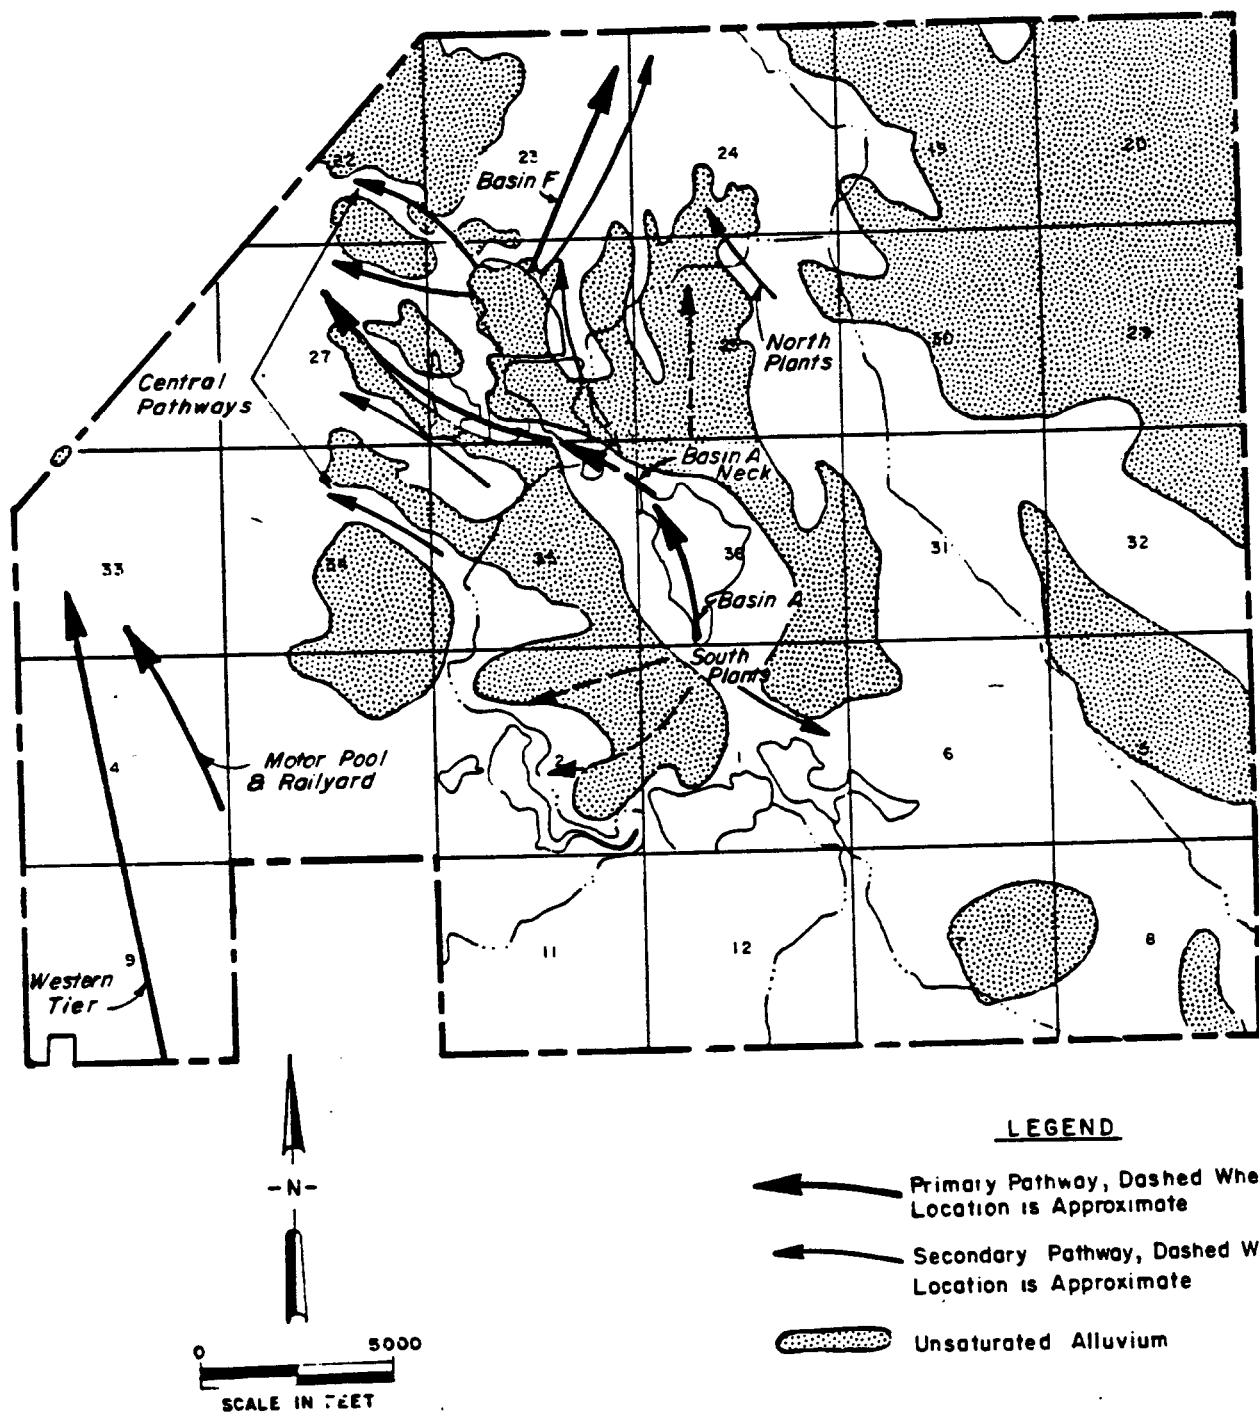 22
23
24
19
20
Basin F
27
25
30
29
North
Plants
Central
Pathways
Basin A
Neck
33
34
35
36
31
32
Basin A
South
Plants
4
Motor Pool
& Railyard
2
1
6
5
9
Western
Tier
11
12
7
8
-N-
0 5000
SCALE IN FEET
LEGEND
Primary Pathway, Dashed Whe
Location is Approximate
Secondary Pathway, Dashed W
Location is Approximate
Unsaturated Alluvium